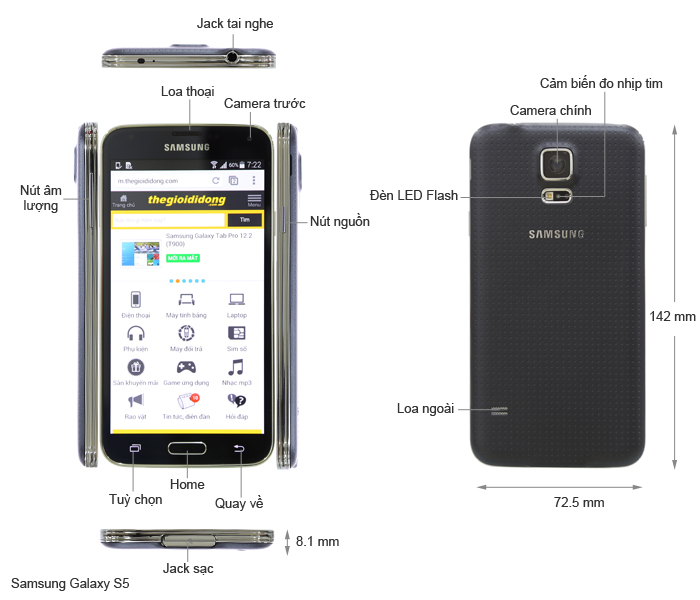 Jack tai nghe
Loa thoại
Camera trước
SAMSUNG
60% 7:22
m.thegioididong.com
2
Trang chủ
thegioididong
.com
Menu
Tìm
Samsung Galaxy Tab Pro 12.2
(T900)
MỚI RA MẮT
Điện thoại
Máy tính bảng
Laptop
Phụ kiện
Máy đổi trả
Sim số
Săn khuyến mãi
Game ứng dụng
Nhạc mp3
Rao vặt
Tin tức, diễn đàn
Hỏi đáp
Nút âm
lượng
Nút nguồn
Tuỳ chọn
Home
Quay về
Jack sạc
8.1 mm
Samsung Galaxy S5
Cảm biến đo nhịp tim
Camera chính
Đèn LED Flash
SAMSUNG
142 mm
Loa ngoài
72.5 mm